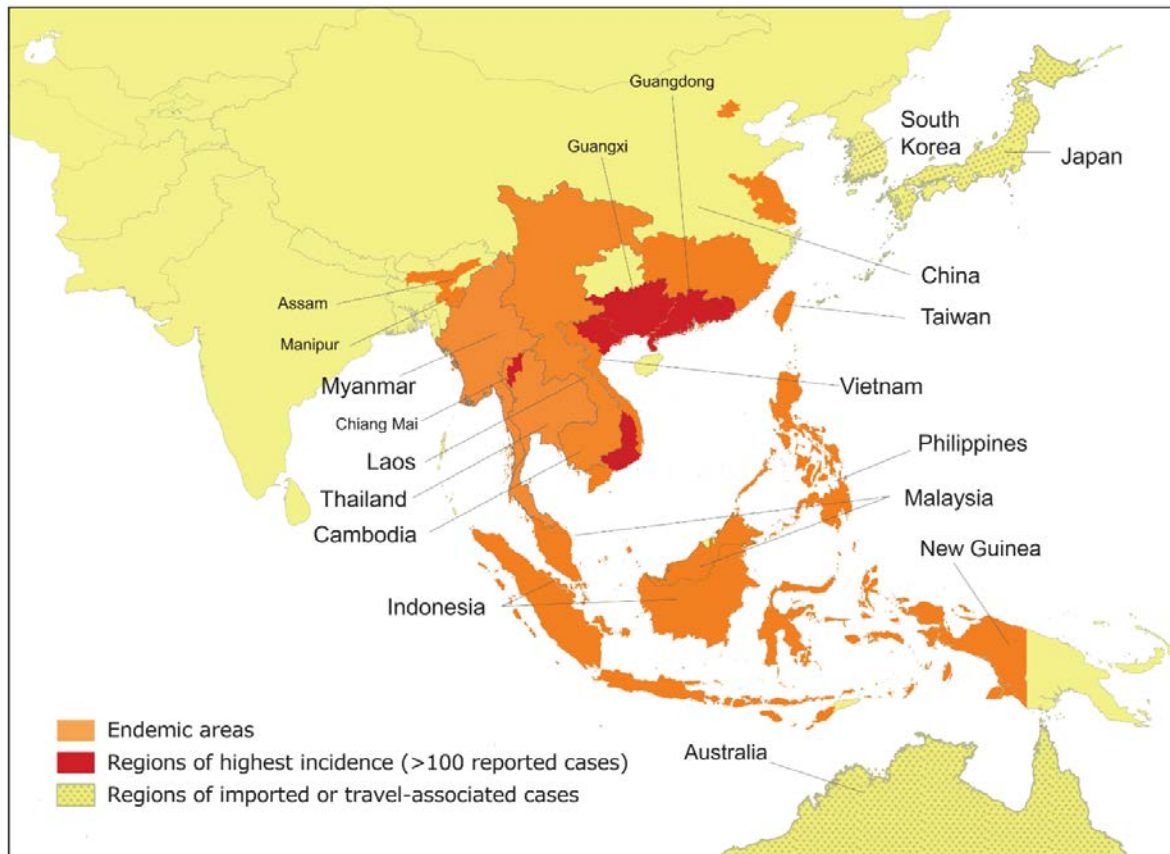 Guangdong
South
Korea
Japan
Guangxi
China
Assam
Taiwan
Manipur
Myanmar
Vietnam
Chiang Mai
Laos
Philippines
Thailand
Malaysia
Cambodia
New Guinea
Indonesia
Endemic areas
Regions of highest incidence (>100 reported cases)
Australia
Regions of imported or travel-associated cases